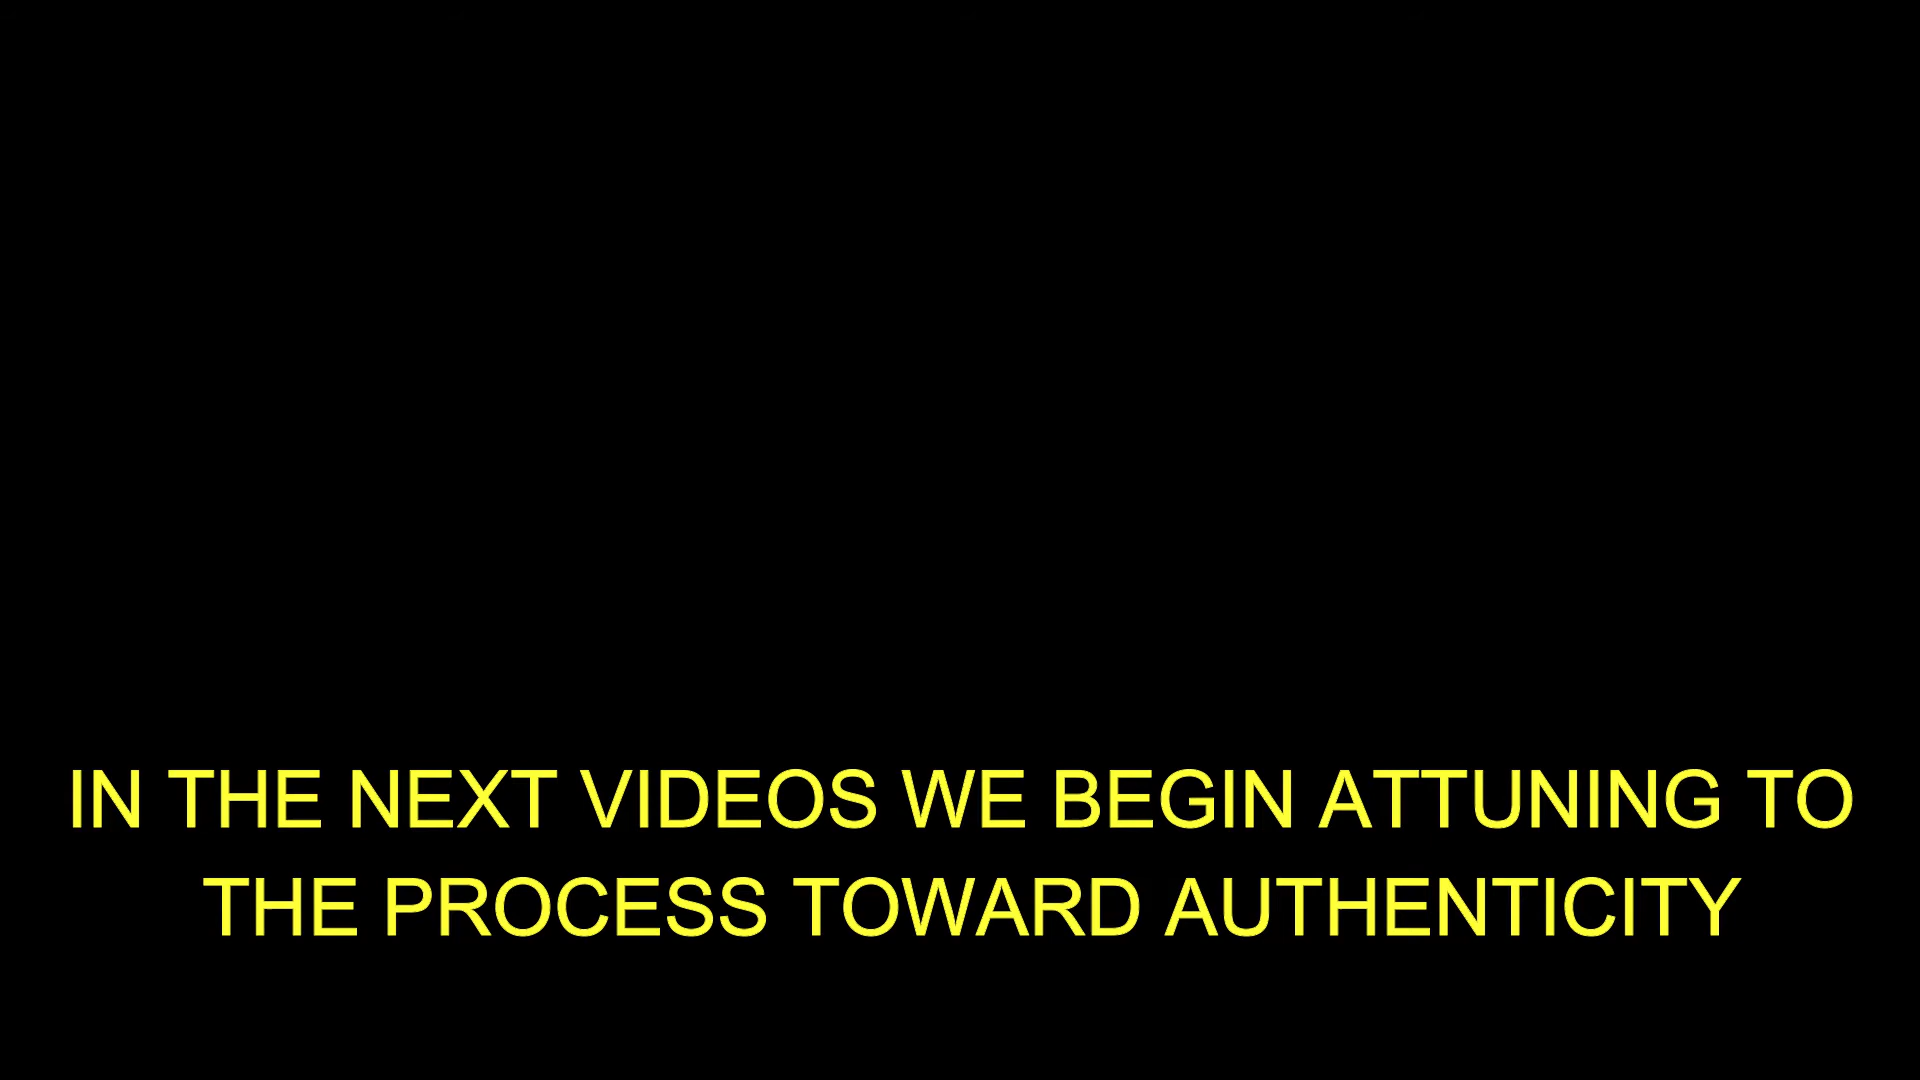 IN THE NEXT VIDEOS WE BEGIN ATTUNING TO
THE PROCESS TOWARD AUTHENTICITY